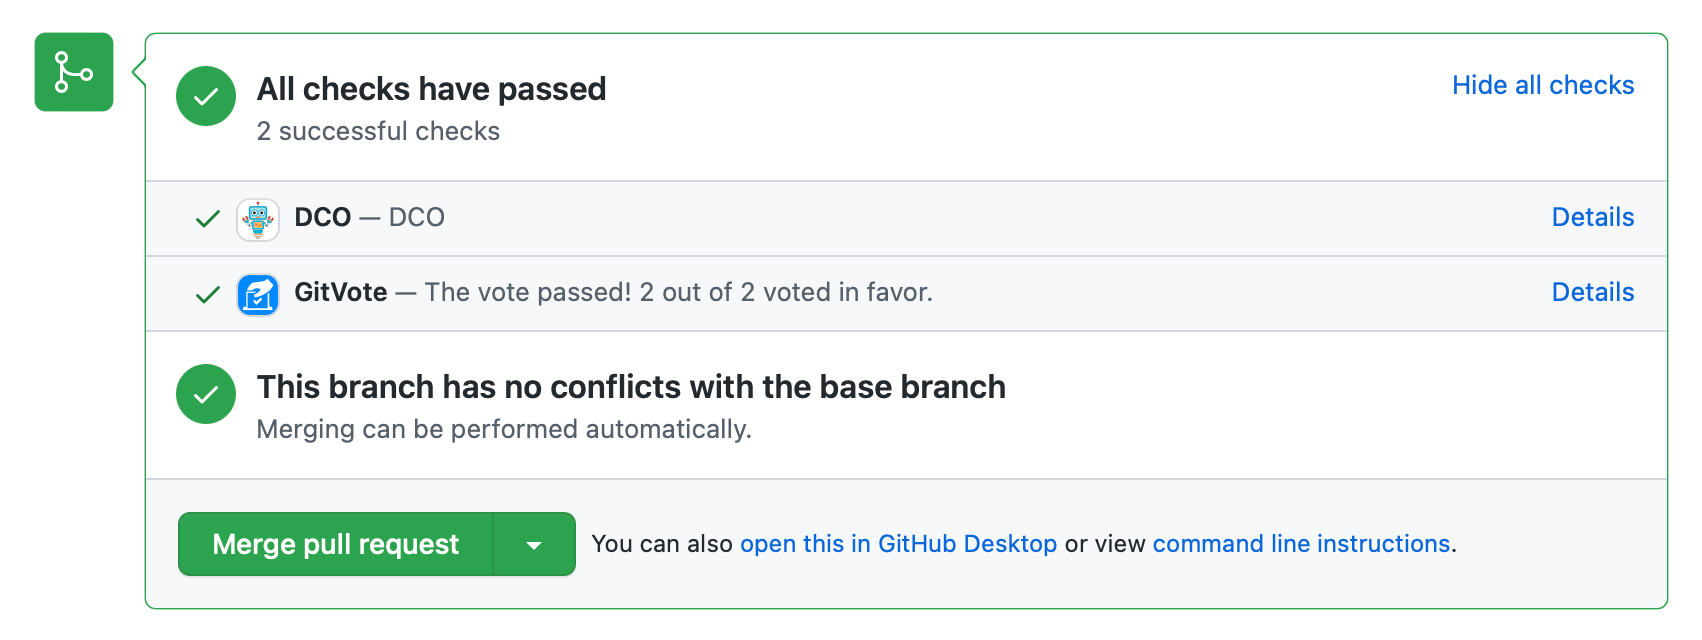 All checks have passed
Hide all checks
2 successful checks
DCO — DCO
Details
GitVote — The vote passed! 2 out of 2 voted in favor.
Details
This branch has no conflicts with the base branch
Merging can be performed automatically.
Merge pull request
You can also open this in GitHub Desktop or view command line instructions.